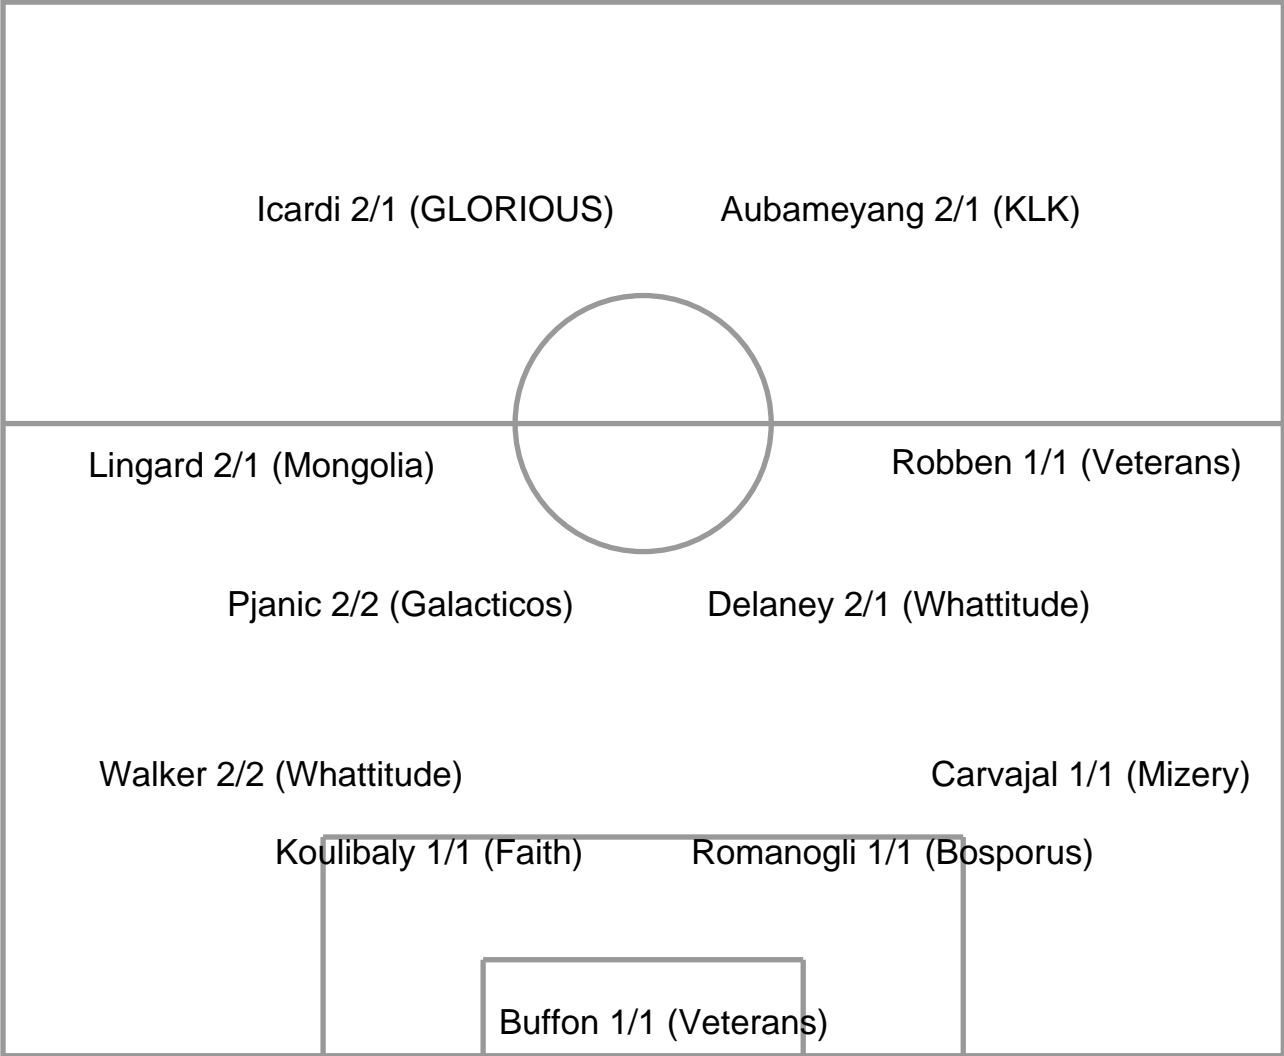 Icardi 2/1 (GLORIOUS) Aubameyang 2/1 (KLK)
Lingard 2/1 (Mongolia) Robben 1/1 (Veterans)
Pjanic 2/2 (Galacticos) Delaney 2/1 (Whattitude)
Walker 2/2 (Whattitude) Carvajal 1/1 (Mizery)
Koulibaly 1/1 (Faith) Romanogli 1/1 (Bosporus)
Buffon 1/1 (Veterans)